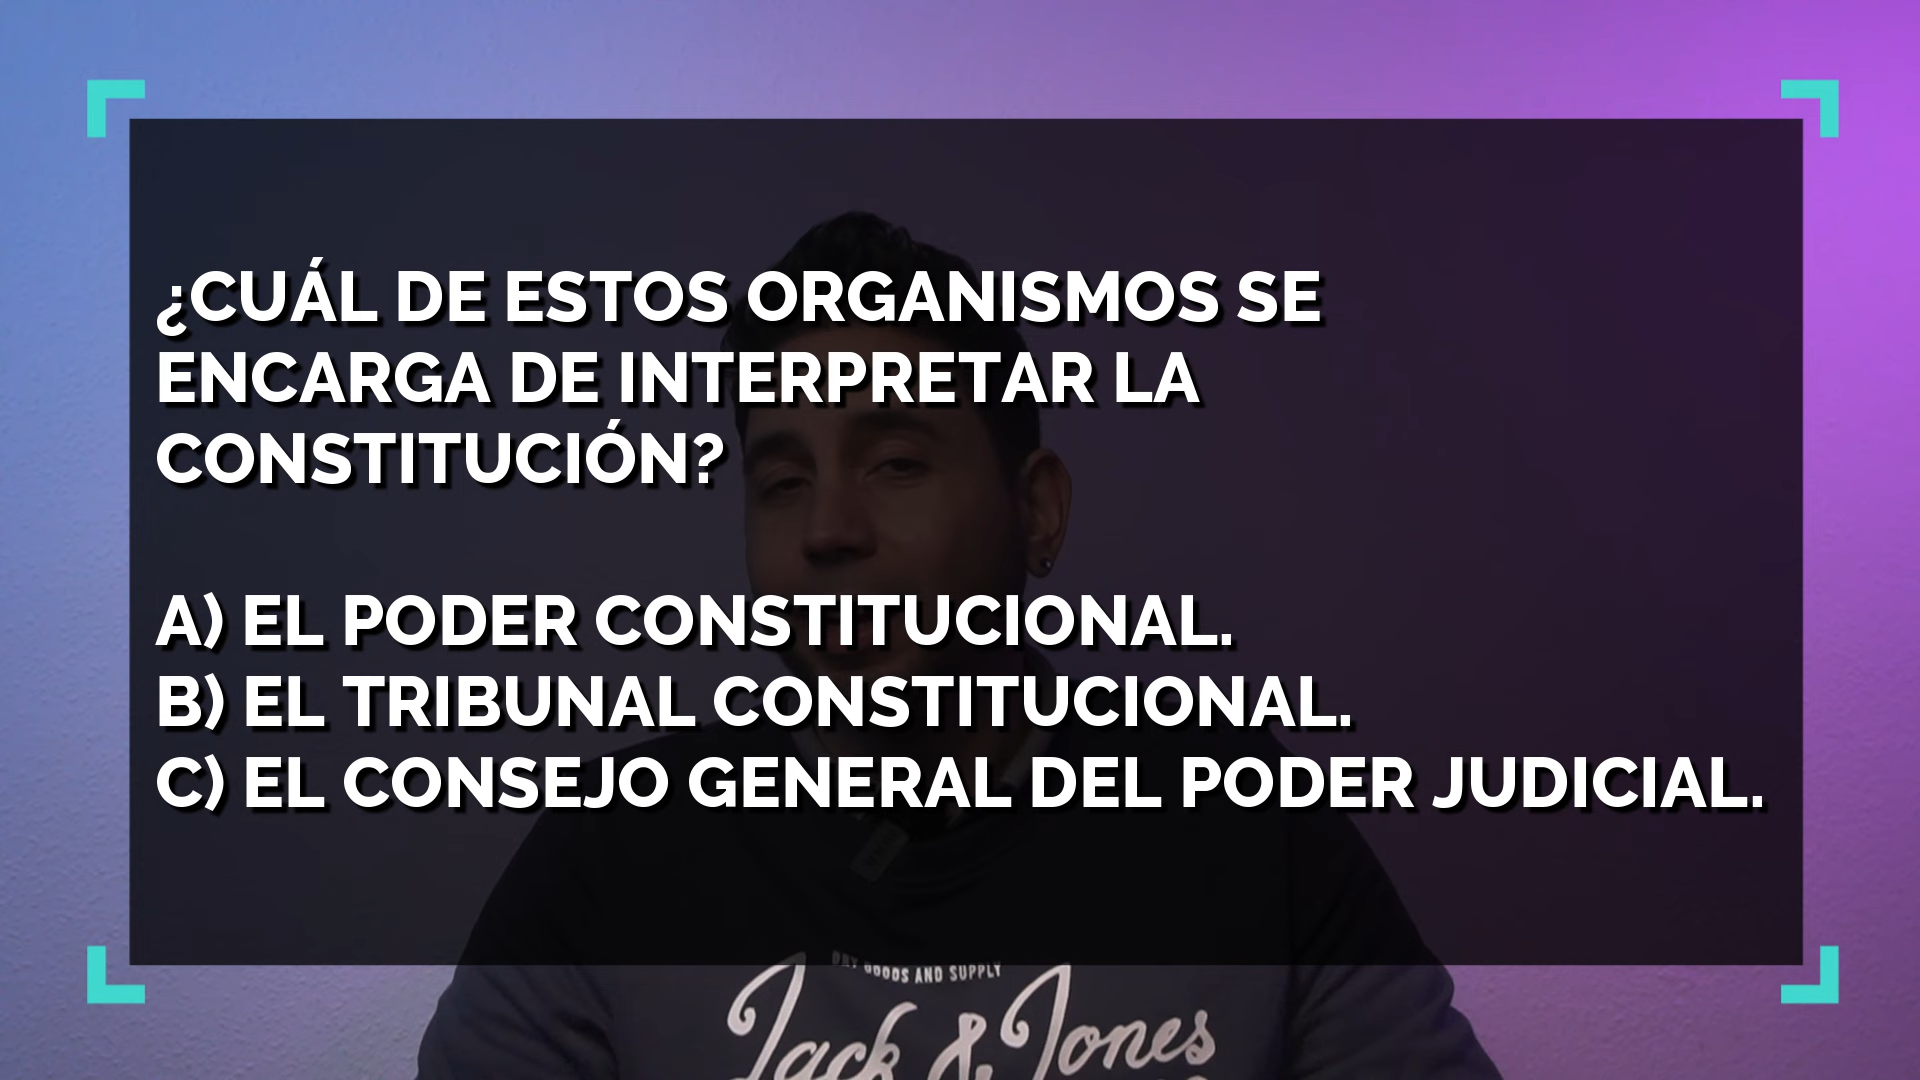 ¿CUÁL DE ESTOS ORGANISMOS SE
ENCARGA DE INTERPRETAR LA
CONSTITUCIÓN?
A) EL PODER CONSTITUCIONAL.
B) EL TRIBUNAL CONSTITUCIONAL.
C) EL CONSEJO GENERAL DEL PODER JUDICIAL.
DRY GOODS AND SUPPLY
Jack & Jones